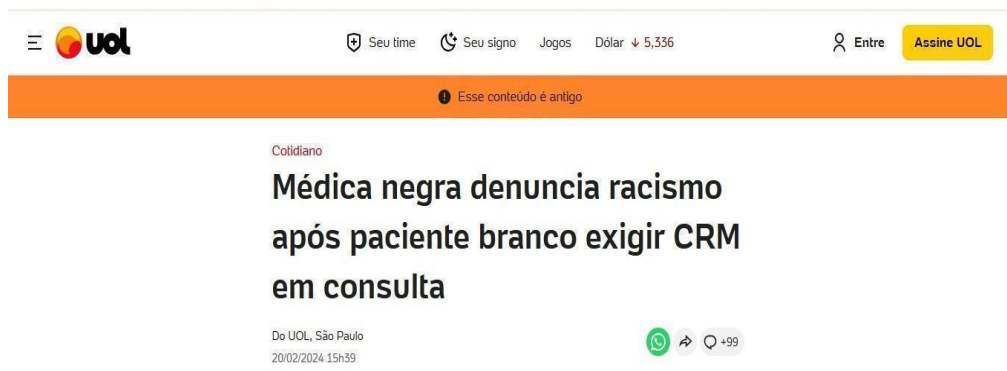 uol Seu time Seu signo Jogos Dólar ↓ 5,336 Entre Assine UOL
Esse conteúdo é antigo
Cotidiano
Médica negra denuncia racismo
após paciente branco exigir CRM
em consulta
Do UOL, São Paulo
20/02/2024 15h39
+99